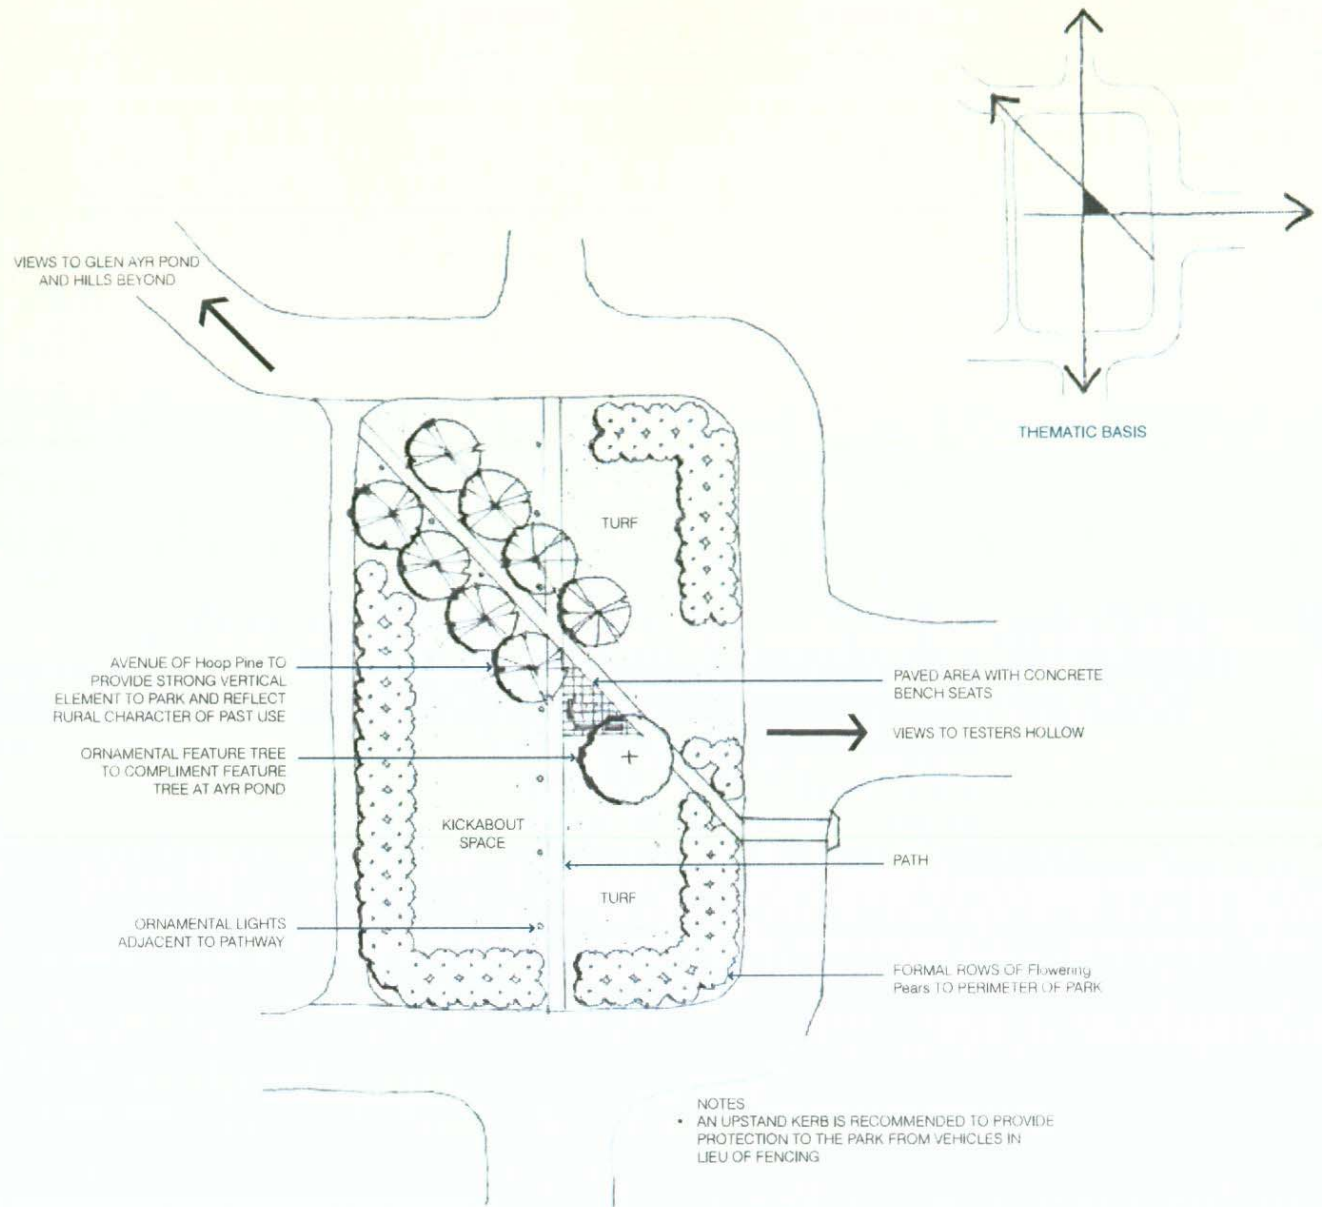 THEMATIC BASIS
VIEWS TO GLEN AYR POND
AND HILLS BEYOND
TURF
AVENUE OF Hoop Pine TO
PROVIDE STRONG VERTICAL
ELEMENT TO PARK AND REFLECT
RURAL CHARACTER OF PAST USE
PAVED AREA WITH CONCRETE
BENCH SEATS
VIEWS TO TESTERS HOLLOW
ORNAMENTAL FEATURE TREE
TO COMPLIMENT FEATURE
TREE AT AYR POND
KICKABOUT
SPACE
PATH
TURF
ORNAMENTAL LIGHTS
ADJACENT TO PATHWAY
FORMAL ROWS OF Flowering
Pears TO PERIMETER OF PARK
NOTES
• AN UPSTAND KERB IS RECOMMENDED TO PROVIDE
PROTECTION TO THE PARK FROM VEHICLES IN
LIEU OF FENCING